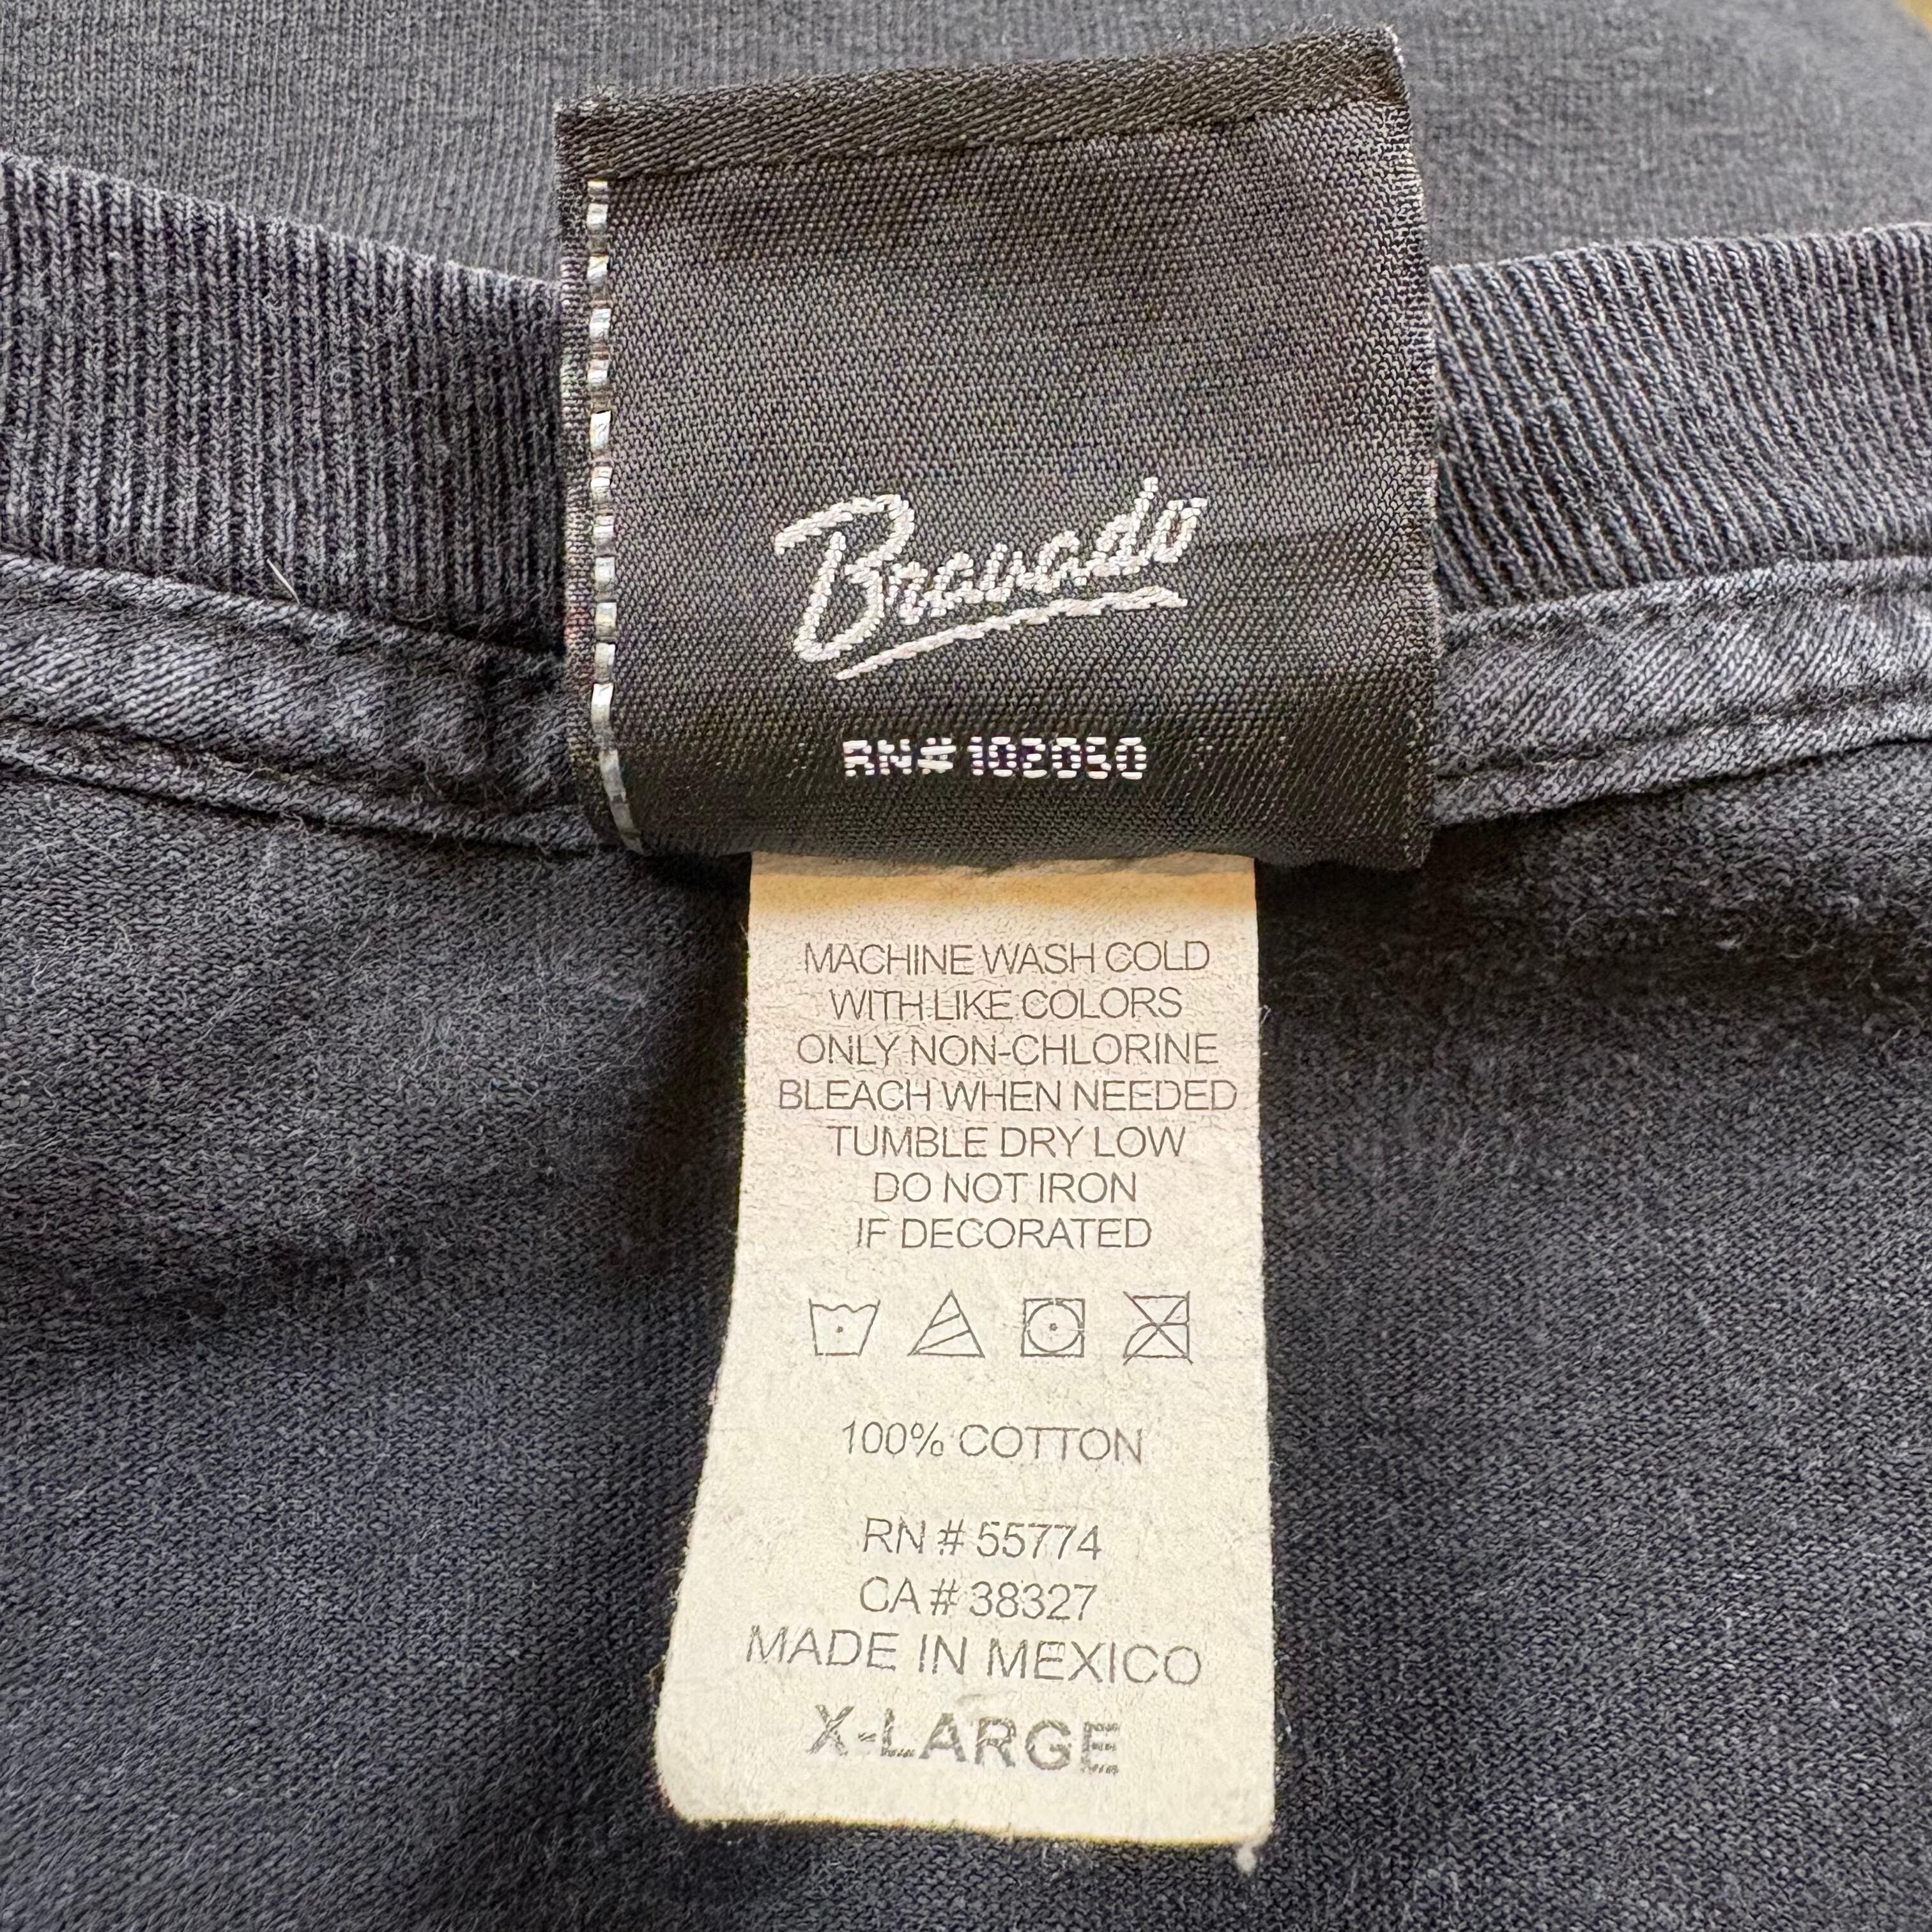 Bravado
RN#102050
MACHINE WASH COLD
WITH LIKE COLORS
ONLY NON-CHLORINE
BLEACH WHEN NEEDED
TUMBLE DRY LOW
DO NOT IRON
IF DECORATED
100% COTTON
RN # 55774
CA # 38327
MADE IN MEXICO
X-LARGE